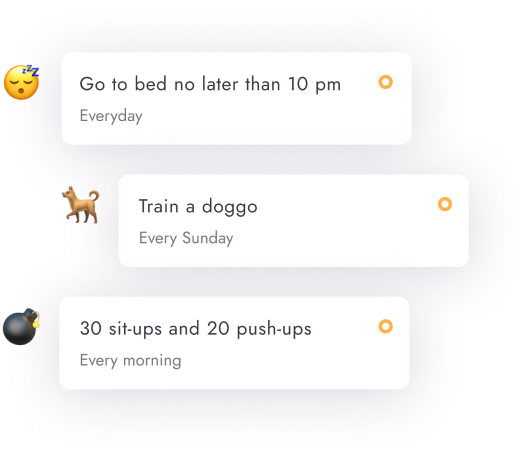 Go to bed no later than 10 pm
Everyday
Train a doggo
Every Sunday
30 sit-ups and 20 push-ups
Every morning